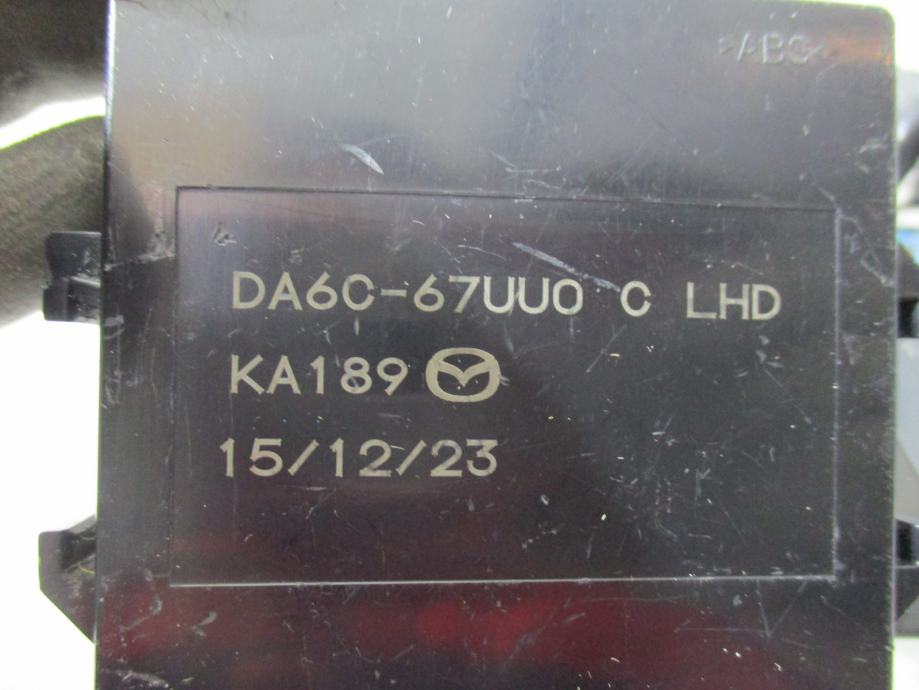 >ABS<
DA6C-67UU0 C LHD
KA189
15/12/23